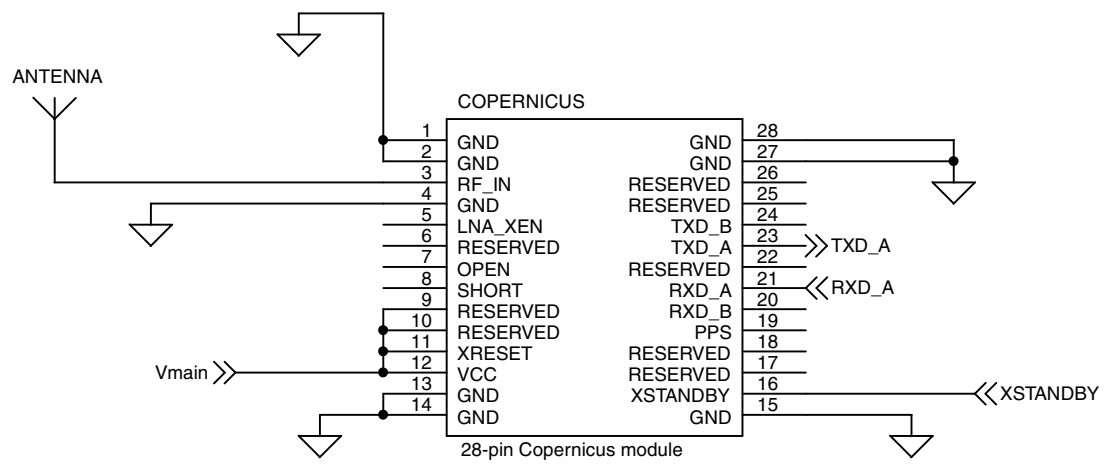 ANTENNA
COPERNICUS
1 GND
2 GND
3 RF_IN
4 GND
5 LNA_XEN
6 RESERVED
7 OPEN
8 SHORT
9 RESERVED
10 RESERVED
11 XRESET
Vmain 12 VCC
13 GND
14 GND
GND 28
GND 27
RESERVED 26
RESERVED 25
TXD_B 24
TXD_A 23 TXD_A
RESERVED 22
RXD_A 21 RXD_A
RXD_B 20
PPS 19
RESERVED 18
RESERVED 17
XSTANDBY 16 XSTANDBY
GND 15
28-pin Copernicus module